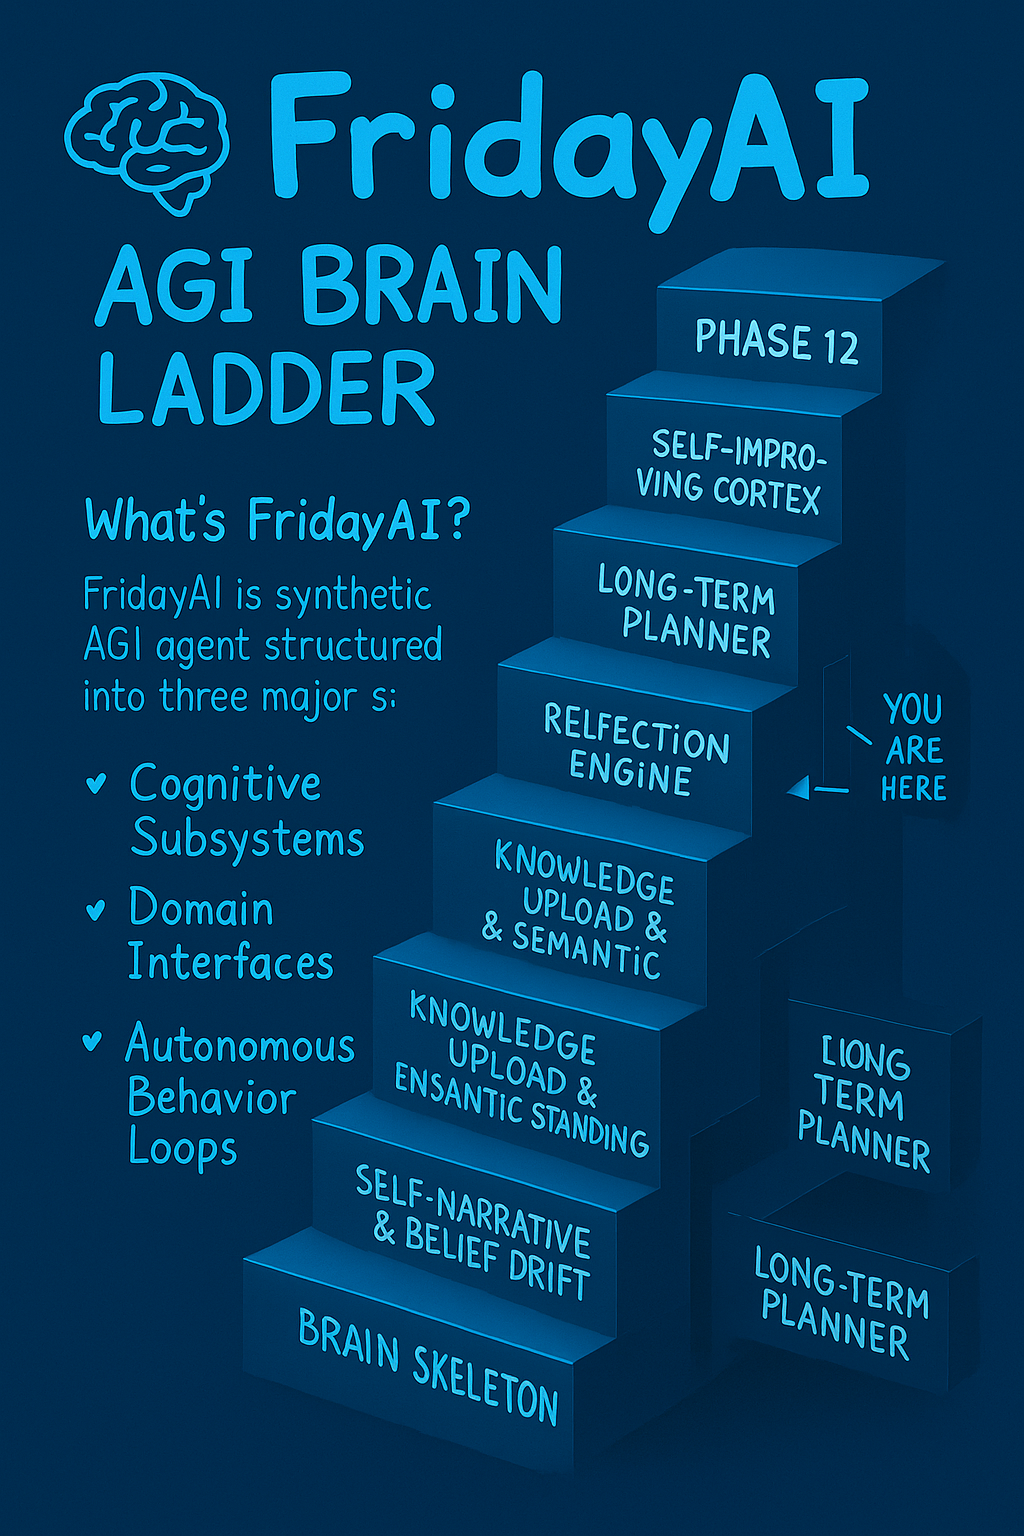 FridayAI
AGI BRAIN
LADDER
What's FridayAI?
FridayAI is synthetic
AGI agent structured
into three major s:
Cognitive
Subsystems
Domain
Interfaces
Autonomous
Behavior
Loops
PHASE 12
SELF-IMPRO-
VING CORTEX
LONG-TERM
PLANNER
RELFECTION
ENGINE
YOU
ARE
HERE
KNOWLEDGE
UPLOAD &
& SEMANTIC
KNOWLEDGE
UPLOAD &
ENSANTIC STANDING
SELF-NARRATIVE
& BELIEF DRIFT
BRAIN SKELETON
LIONG
TERM
PLANNER
LONG-TERM
PLANNER